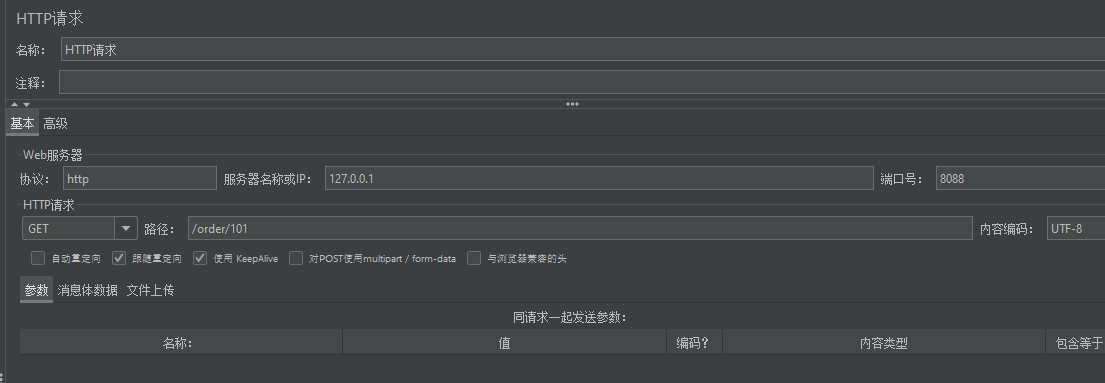 HTTP请求
名称： HTTP请求
注释：
基本 高级
Web服务器
协议： http 服务器名称或IP： 127.0.0.1 端口号： 8088
HTTP请求
GET 路径： /order/101 内容编码： UTF-8
自动重定向 跟随重定向 使用 KeepAlive 对POST使用multipart / form-data 与浏览器兼容的头
参数 消息体数据 文件上传
同请求一起发送参数：
名称： 值 编码？ 内容类型 包含等于